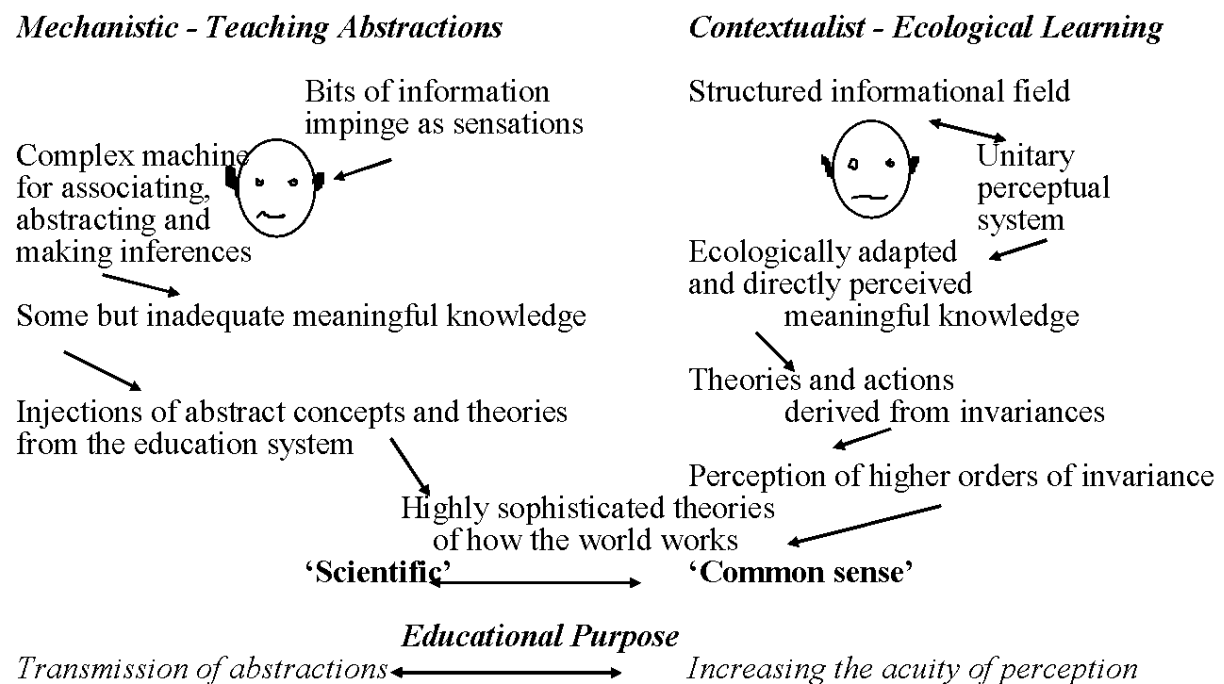 Mechanistic - Teaching Abstractions
Bits of information
impinge as sensations
Complex machine
for associating,
abstracting and
making inferences
Some but inadequate meaningful knowledge
Injections of abstract concepts and theories
from the education system
Contextualist - Ecological Learning
Structured informational field
Unitary
perceptual
system
Ecologically adapted
and directly perceived
meaningful knowledge
Theories and actions
derived from invariances
Perception of higher orders of invariance
Highly sophisticated theories
of how the world works
‘Scientific’ ‘Common sense’
Educational Purpose
Transmission of abstractions Increasing the acuity of perception